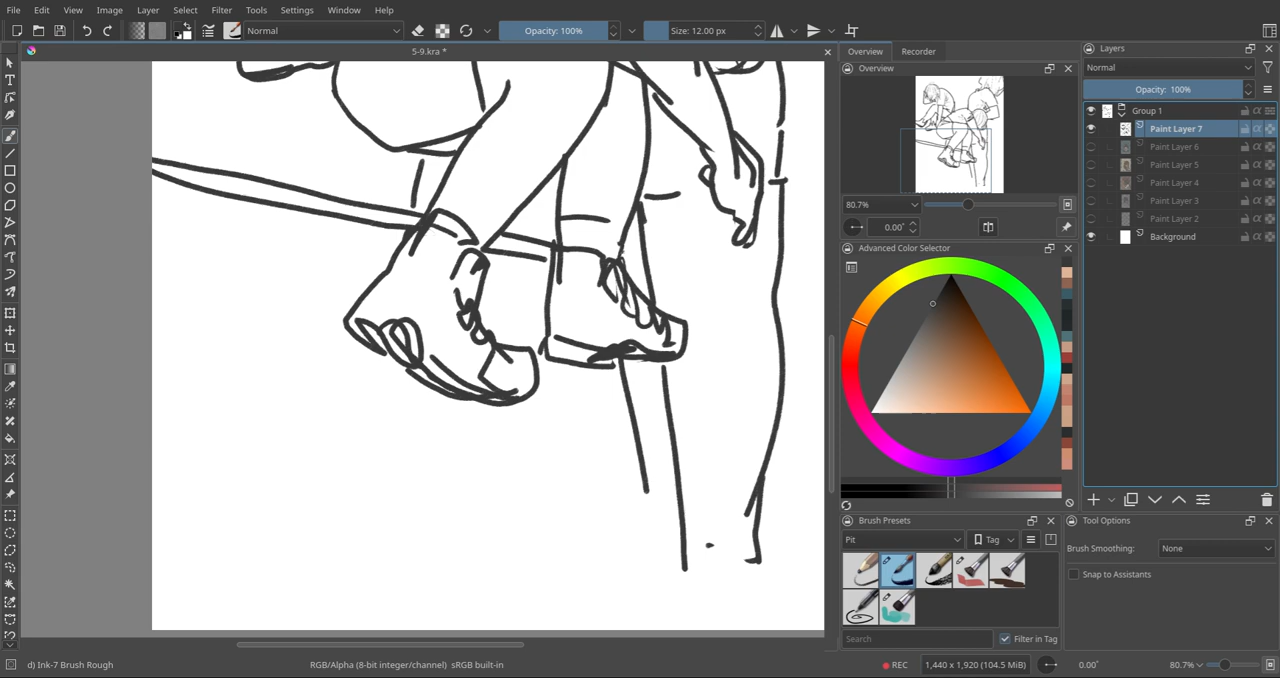 File Edit View Image Layer Select Filter Tools Settings Window Help
Normal Opacity: 100% Size: 12.00 px
5-9.kra *
Overview Recorder
Overview
80.7%
0.00°
Advanced Color Selector
Brush Presets
Pit Tag
Search Filter in Tag
Layers
Normal
Opacity: 100%
Group 1
Paint Layer 7
Paint Layer 6
Paint Layer 5
Paint Layer 4
Paint Layer 3
Paint Layer 2
Background
Tool Options
Brush Smoothing: None
Snap to Assistants
d) Ink-7 Brush Rough RGB/Alpha (8-bit integer/channel) sRGB built-in REC 1,440 x 1,920 (104.5 MiB) 0.00° 80.7%